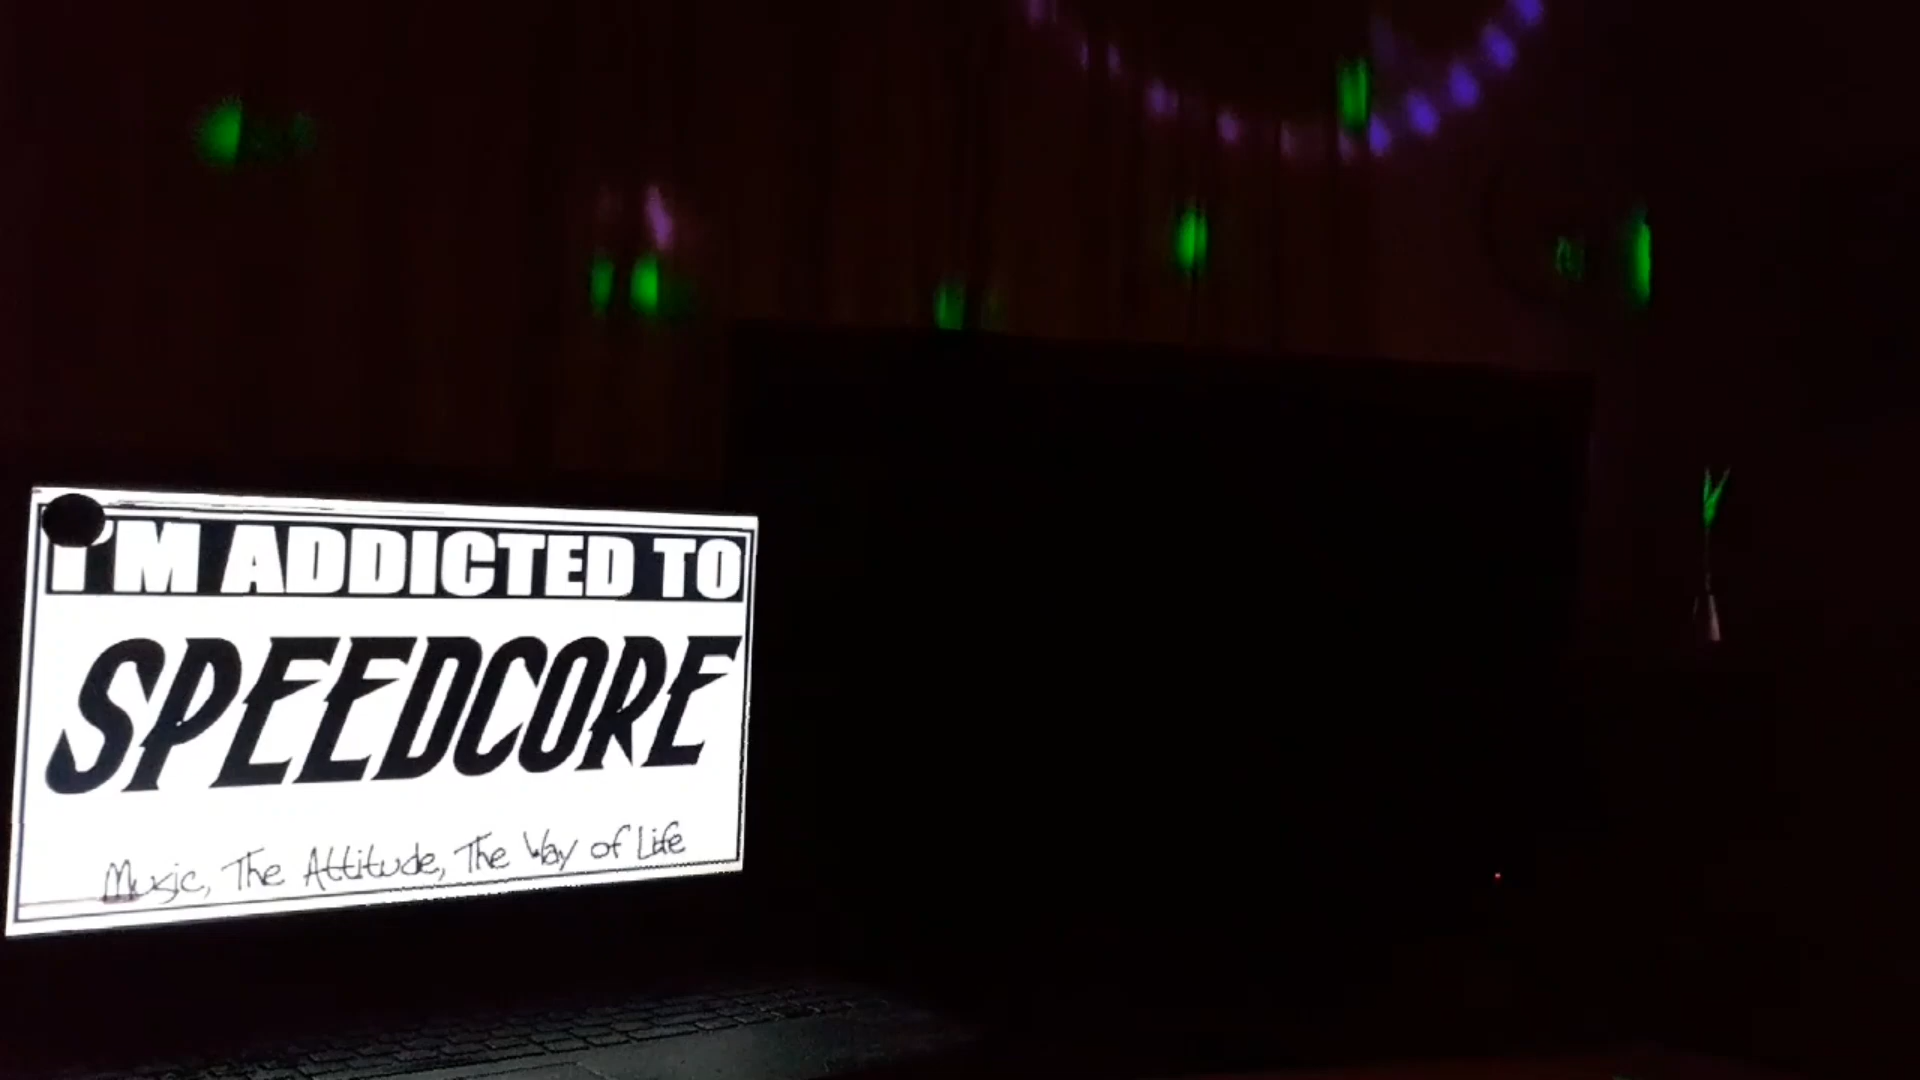 I'M ADDICTED TO
SPEEDCORE
Music, The Attitude, The Way of Life